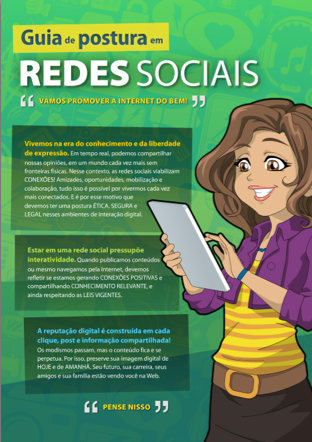 Guia de postura em
REDES SOCIAIS
VAMOS PROMOVER A INTERNET DO BEM!
Vivemos na era do conhecimento e da liberdade
de expressão. Em tempo real, podemos compartilhar
nossas opiniões, em um mundo cada vez mais sem
fronteiras físicas. Nesse contexto, as redes sociais viabilizam
CONEXÕES! Amizades, oportunidades, mobilização e
colaboração, tudo isso é possível por vivermos cada vez
mais conectados. E é por esse motivo que
devemos ter uma postura ÉTICA, SEGURA e
LEGAL nesses ambientes de interação digital.
Estar em uma rede social pressupõe
interatividade. Quando publicamos conteúdos
ou mesmo navegamos pela Internet, devemos
refletir se estamos gerando CONEXÕES POSITIVAS e
compartilhando CONHECIMENTO RELEVANTE, e
ainda respeitando as LEIS VIGENTES.
A reputação digital é construída em cada
clique, post e informação compartilhada!
Os modismos passam, mas o conteúdo fica e se
perpetua. Por isso, preserve sua imagem digital de
HOJE e de AMANHÃ. Seu futuro, sua carreira, seus
amigos e sua família estão vendo você na Web.
PENSE NISSO